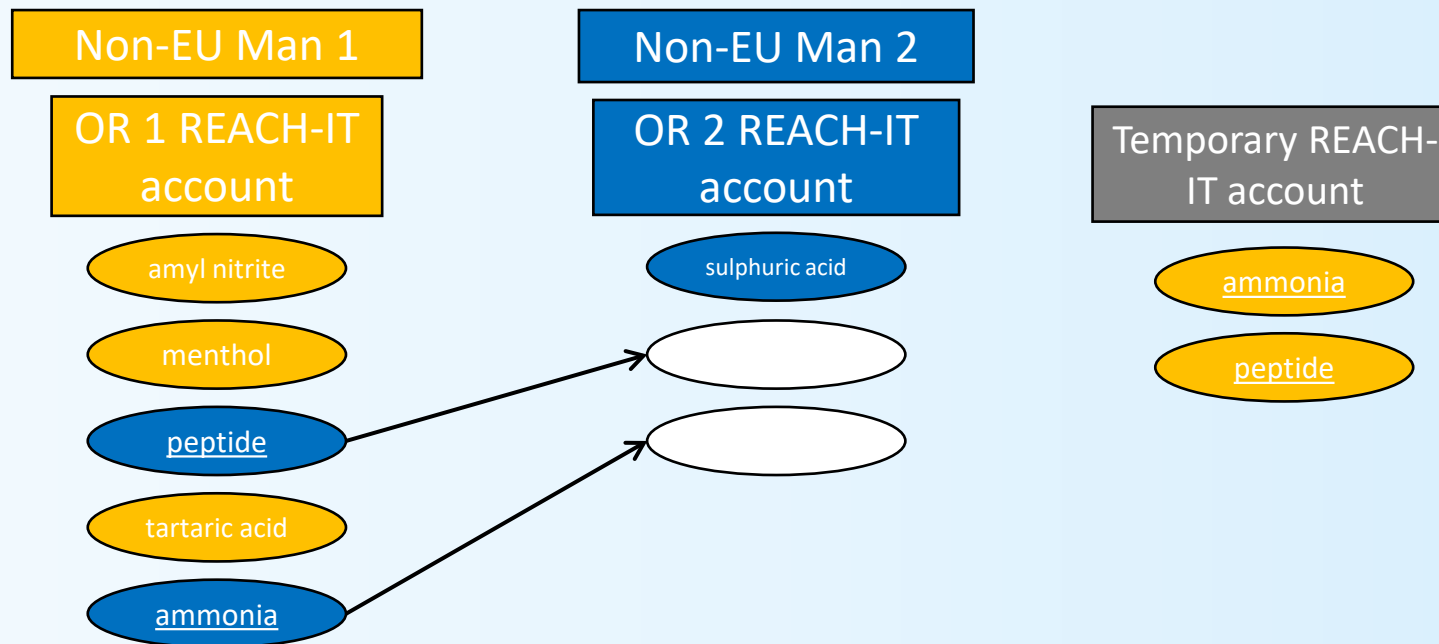 Non-EU Man 1
OR 1 REACH-IT
account
amyl nitrite
menthol
peptide
tartaric acid
ammonia
Non-EU Man 2
OR 2 REACH-IT
account
sulphuric acid
Temporary REACH-
IT account
ammonia
peptide